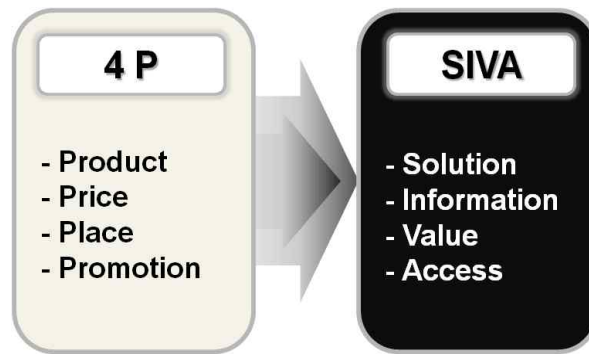 4 P
- Product
- Price
- Place
- Promotion
SIVA
- Solution
- Information
- Value
- Access